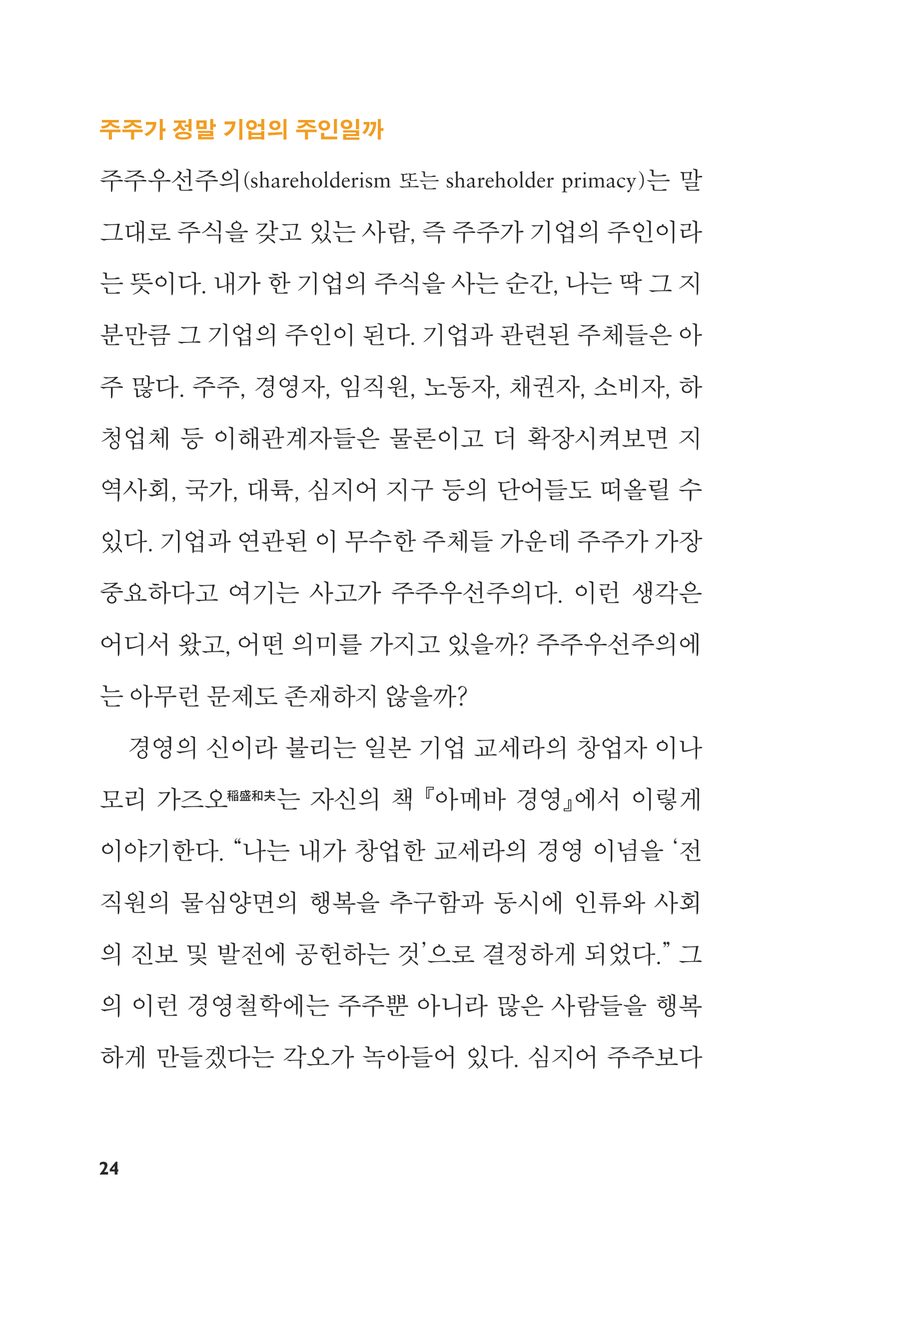 주주가 정말 기업의 주인일까
주주우선주의(shareholderism 또는 shareholder primacy)는 말
그대로 주식을 갖고 있는 사람, 즉 주주가 기업의 주인이라
는 뜻이다. 내가 한 기업의 주식을 사는 순간, 나는 딱 그 지
분만큼 그 기업의 주인이 된다. 기업과 관련된 주체들은 아
주 많다. 주주, 경영자, 임직원, 노동자, 채권자, 소비자, 하
청업체 등 이해관계자들은 물론이고 더 확장시켜보면 지
역사회, 국가, 대륙, 심지어 지구 등의 단어들도 떠올릴 수
있다. 기업과 연관된 이 무수한 주체들 가운데 주주가 가장
중요하다고 여기는 사고가 주주우선주의다. 이런 생각은
어디서 왔고, 어떤 의미를 가지고 있을까? 주주우선주의에
는 아무런 문제도 존재하지 않을까?
경영의 신이라 불리는 일본 기업 교세라의 창업자 이나
모리 가즈오稲盛和夫는 자신의 책 『아메바 경영』에서 이렇게
이야기한다. “나는 내가 창업한 교세라의 경영 이념을 ‘전
직원의 물심양면의 행복을 추구함과 동시에 인류와 사회
의 진보 및 발전에 공헌하는 것’으로 결정하게 되었다.” 그
의 이런 경영철학에는 주주뿐 아니라 많은 사람들을 행복
하게 만들겠다는 각오가 녹아들어 있다. 심지어 주주보다
24